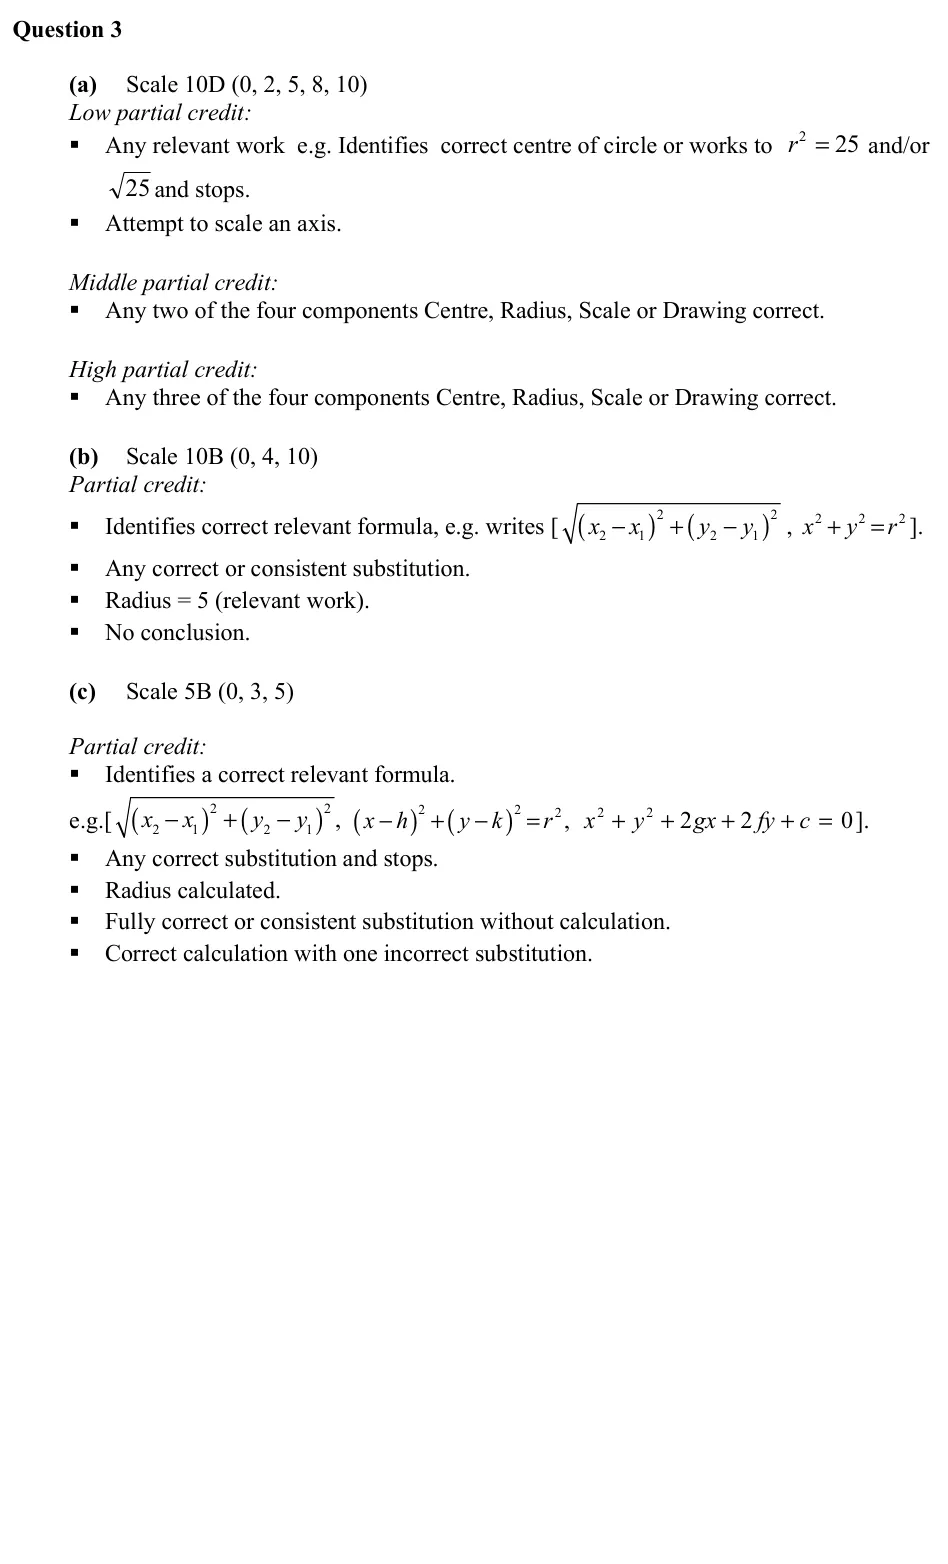 Question 3
(a) Scale 10D (0, 2, 5, 8, 10)
Low partial credit:
▪ Any relevant work e.g. Identifies correct centre of circle or works to r² = 25 and/or
√25 and stops.
▪ Attempt to scale an axis.
Middle partial credit:
▪ Any two of the four components Centre, Radius, Scale or Drawing correct.
High partial credit:
▪ Any three of the four components Centre, Radius, Scale or Drawing correct.
(b) Scale 10B (0, 4, 10)
Partial credit:
▪ Identifies correct relevant formula, e.g. writes [√((x₂ − x₁)² + (y₂ − y₁)²) , x² + y² = r²].
▪ Any correct or consistent substitution.
▪ Radius = 5 (relevant work).
▪ No conclusion.
(c) Scale 5B (0, 3, 5)
Partial credit:
▪ Identifies a correct relevant formula.
e.g.[√((x₂ − x₁)² + (y₂ − y₁)²), (x − h)² + (y − k)² = r², x² + y² + 2gx + 2fy + c = 0].
▪ Any correct substitution and stops.
▪ Radius calculated.
▪ Fully correct or consistent substitution without calculation.
▪ Correct calculation with one incorrect substitution.